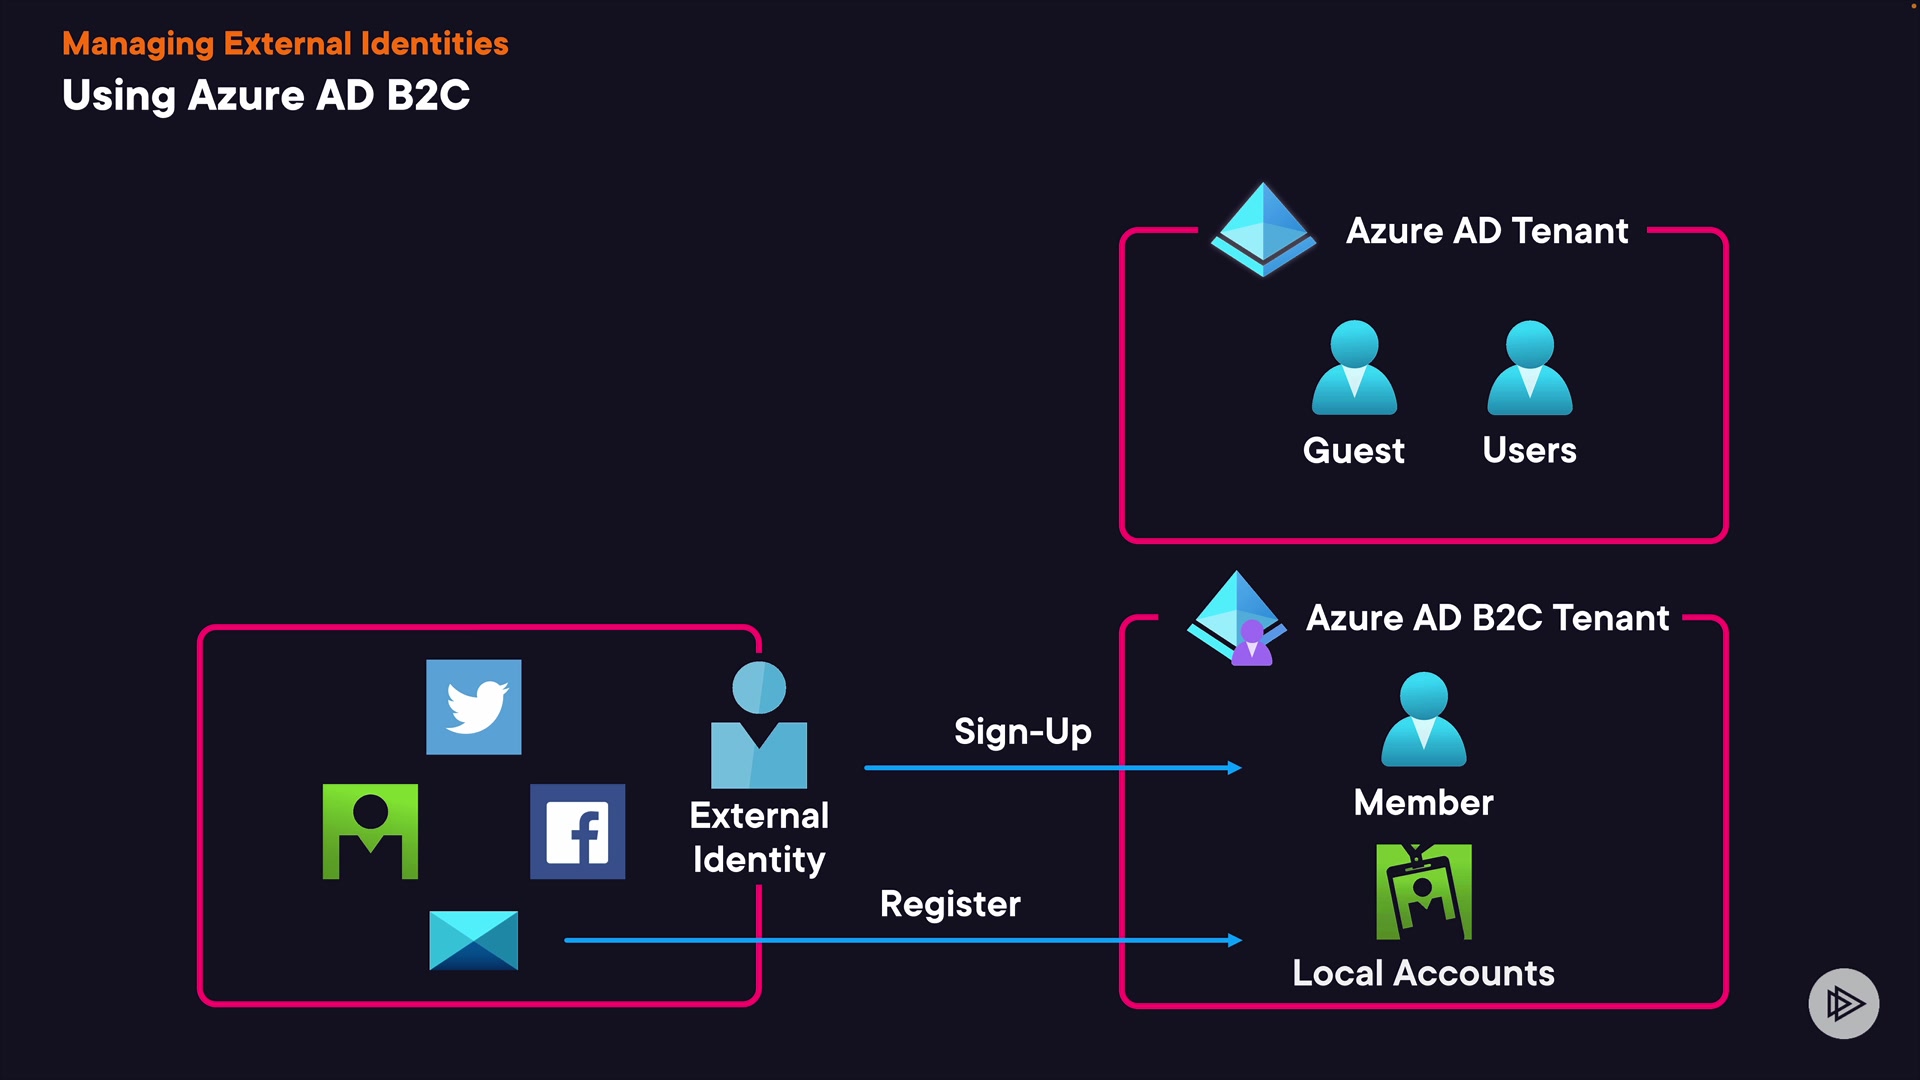 Managing External Identities
Using Azure AD B2C
Azure AD Tenant
Guest
Users
Azure AD B2C Tenant
Sign-Up
Member
External
Identity
Register
Local Accounts